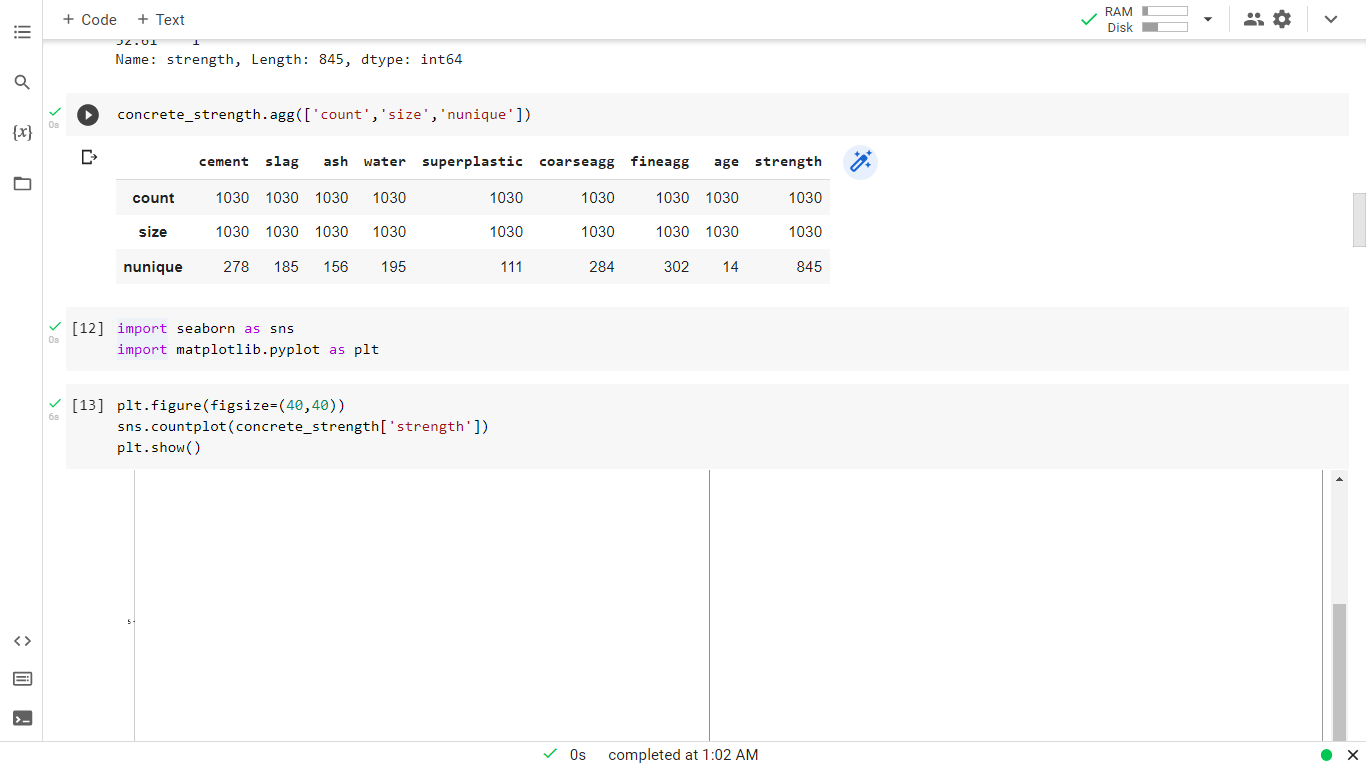 + Code + Text
RAM
Disk
52.61 1
Name: strength, Length: 845, dtype: int64
0s
concrete_strength.agg(['count','size','nunique'])
cement slag ash water superplastic coarseagg fineagg age strength
count 1030 1030 1030 1030 1030 1030 1030 1030 1030
size 1030 1030 1030 1030 1030 1030 1030 1030 1030
nunique 278 185 156 195 111 284 302 14 845
{x}
[12] import seaborn as sns
0s
import matplotlib.pyplot as plt
[13] plt.figure(figsize=(40,40))
6s
sns.countplot(concrete_strength['strength'])
plt.show()
5
0s completed at 1:02 AM